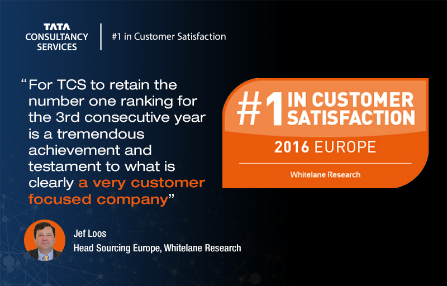 TATA
CONSULTANCY
SERVICES
#1 in Customer Satisfaction
“For TCS to retain the
number one ranking for
the 3rd consecutive year
is a tremendous
achievement and
testament to what is
clearly a very customer
focused company”
#1 IN CUSTOMER
SATISFACTION
2016 EUROPE
Whitelane Research
Jef Loos
Head Sourcing Europe, Whitelane Research